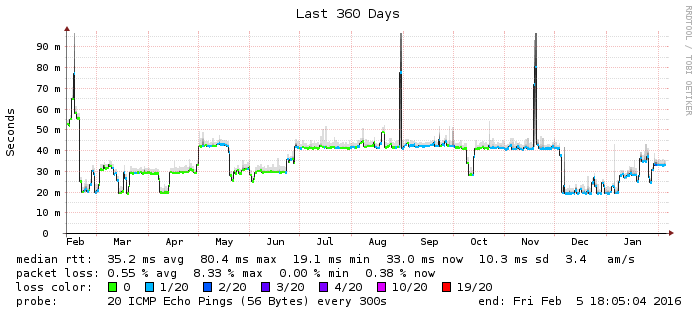 Last 360 Days
RRDTOOL / TOBI OETIKER
Seconds
90 m
80 m
70 m
60 m
50 m
40 m
30 m
20 m
10 m
0
Feb Mar Apr May Jun Jul Aug Sep Oct Nov Dec Jan
median rtt: 35.2 ms avg 80.4 ms max 19.1 ms min 33.0 ms now 10.3 ms sd 3.4 am/s
packet loss: 0.55 % avg 8.33 % max 0.00 % min 0.38 % now
loss color: 0 1/20 2/20 3/20 4/20 10/20 19/20
probe: 20 ICMP Echo Pings (56 Bytes) every 300s end: Fri Feb 5 18:05:04 2016